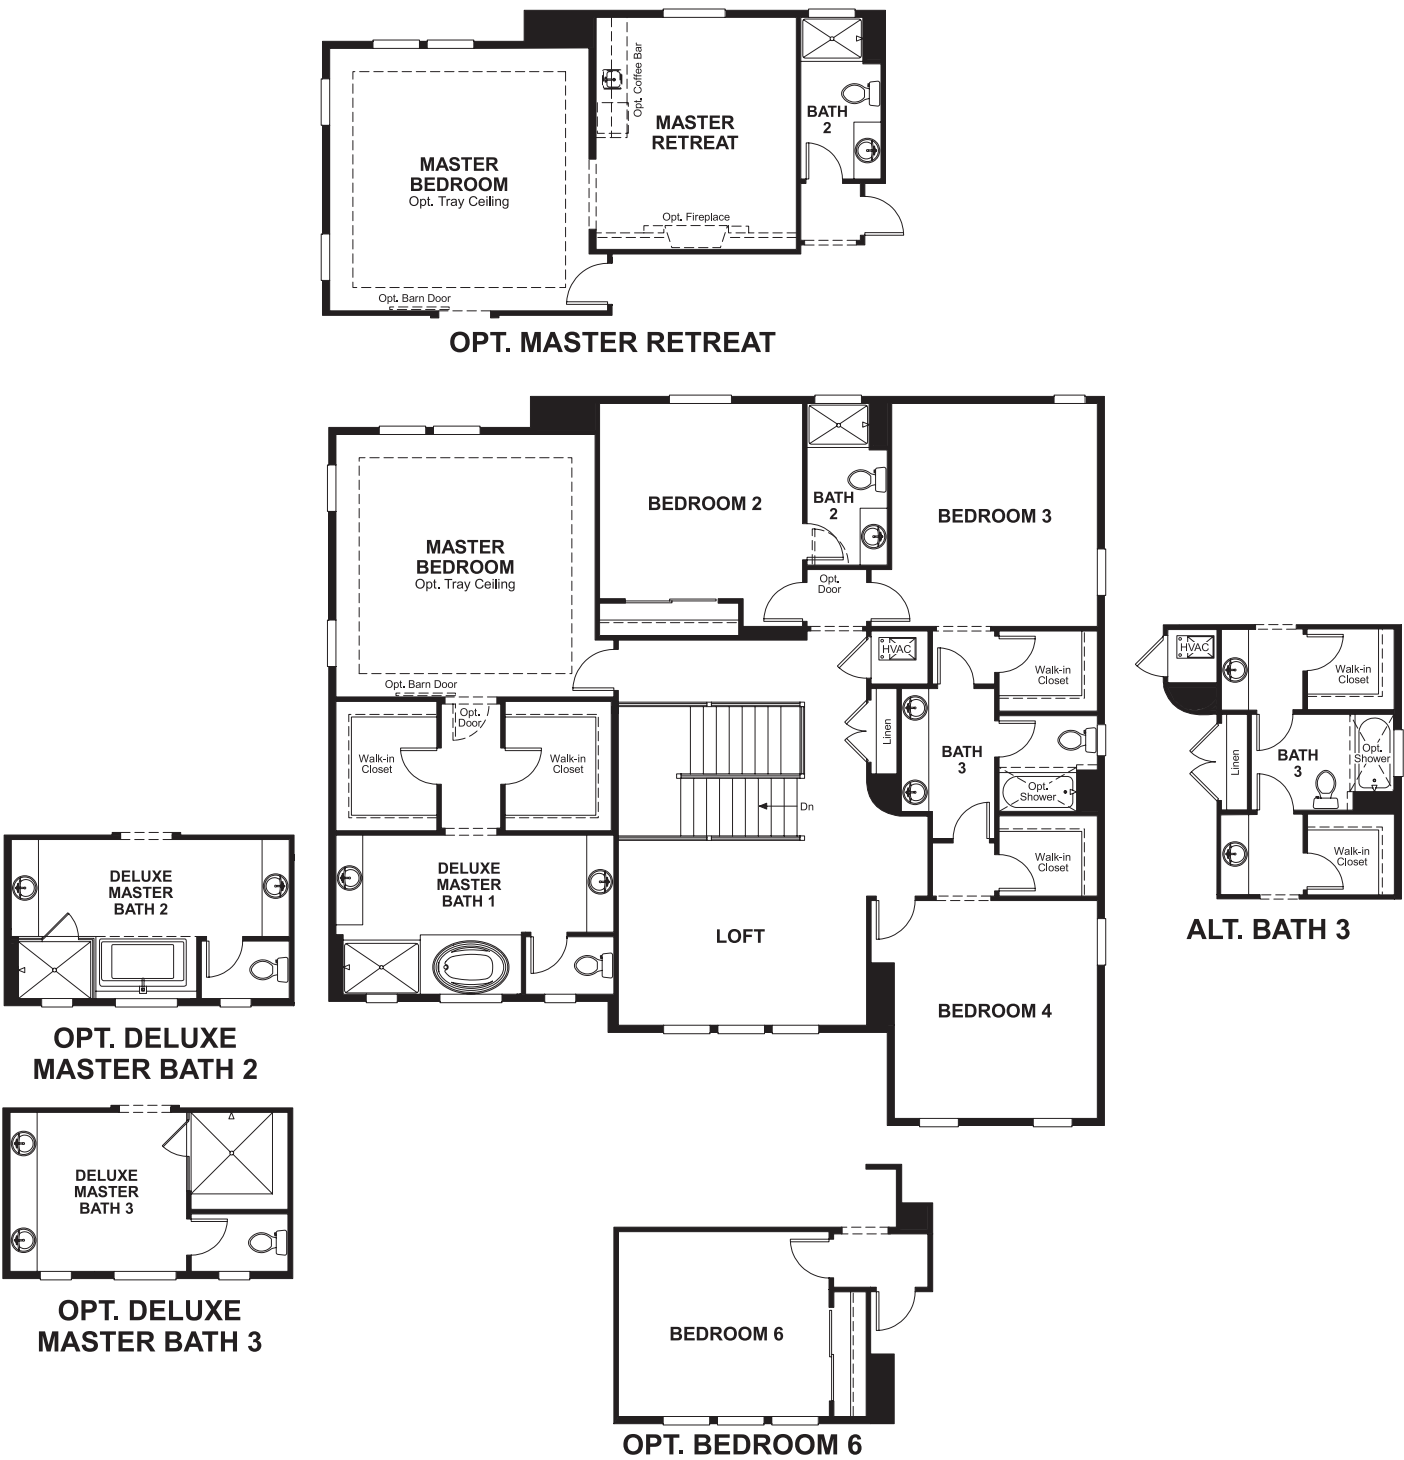 Opt. Coffee Bar
MASTER
RETREAT
BATH
2
MASTER
BEDROOM
Opt. Tray Ceiling
Opt. Fireplace
Opt. Barn Door
OPT. MASTER RETREAT
BEDROOM 2
BATH
2
BEDROOM 3
MASTER
BEDROOM
Opt. Tray Ceiling
Opt.
Door
HVAC
Walk-in
Closet
Opt. Barn Door
Opt.
Door
Walk-in
Closet
Walk-in
Closet
Linen
BATH
3
Opt.
Shower
Dn
Walk-in
Closet
DELUXE
MASTER
BATH 1
LOFT
BEDROOM 4
HVAC
Walk-in
Closet
Linen
BATH
3
Opt.
Shower
Walk-in
Closet
ALT. BATH 3
DELUXE
MASTER
BATH 2
OPT. DELUXE
MASTER BATH 2
DELUXE
MASTER
BATH 3
OPT. DELUXE
MASTER BATH 3
BEDROOM 6
OPT. BEDROOM 6